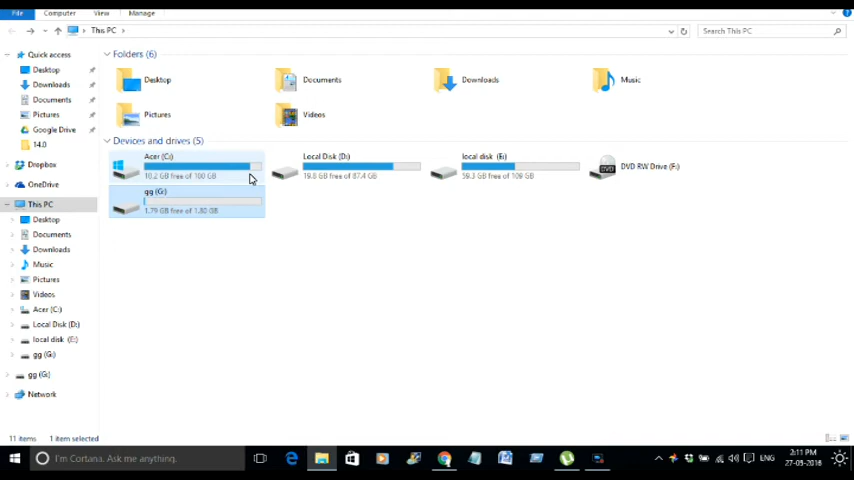 File Computer View Manage
This PC
Search This PC
Quick access
Desktop
Downloads
Documents
Pictures
Google Drive
14.0
Dropbox
OneDrive
This PC
Desktop
Documents
Downloads
Music
Pictures
Videos
Acer (C:)
Local Disk (D:)
local disk (E:)
gg (G:)
gg (G:)
Network
Folders (6)
Desktop
Documents
Downloads
Music
Pictures
Videos
Devices and drives (5)
Acer (C:)
10.2 GB free of 100 GB
Local Disk (D:)
19.8 GB free of 87.4 GB
local disk (E:)
59.3 GB free of 109 GB
DVD RW Drive (F:)
DVD
gg (G:)
1.79 GB free of 1.80 GB
11 items 1 item selected
I'm Cortana. Ask me anything.
ENG
2:11 PM
27-05-2016